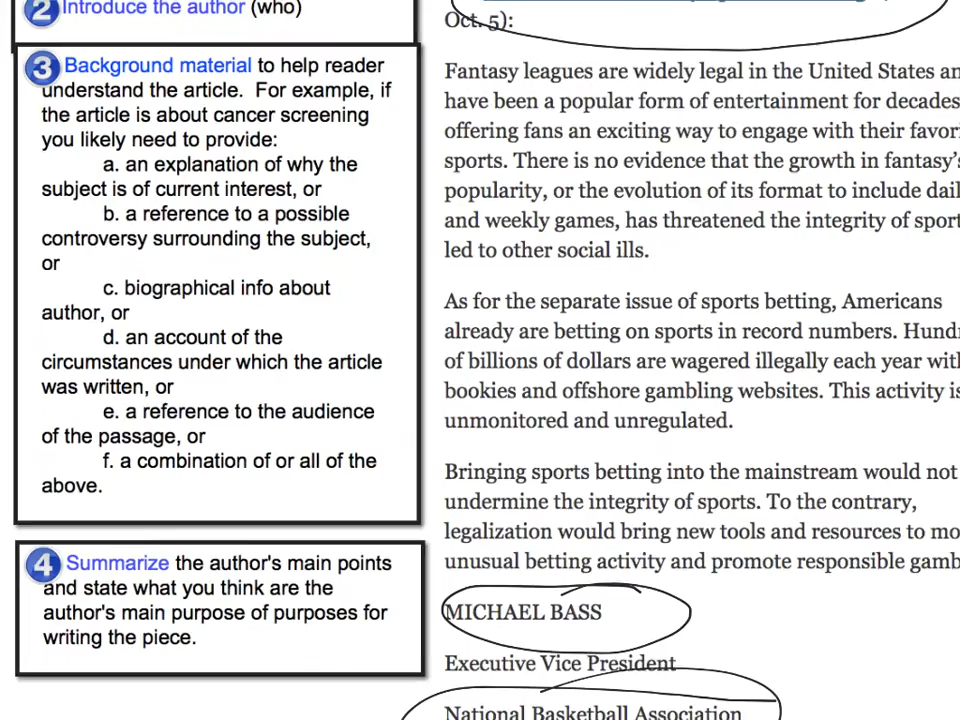 2 Introduce the author (who)
3 Background material to help reader
understand the article. For example, if
the article is about cancer screening
you likely need to provide:
a. an explanation of why the
subject is of current interest, or
b. a reference to a possible
controversy surrounding the subject,
or
c. biographical info about
author, or
d. an account of the
circumstances under which the article
was written, or
e. a reference to the audience
of the passage, or
f. a combination of or all of the
above.
4 Summarize the author's main points
and state what you think are the
author's main purpose of purposes for
writing the piece.
Oct. 5):
Fantasy leagues are widely legal in the United States an
have been a popular form of entertainment for decades
offering fans an exciting way to engage with their favori
sports. There is no evidence that the growth in fantasy's
popularity, or the evolution of its format to include dail
and weekly games, has threatened the integrity of sport
led to other social ills.
As for the separate issue of sports betting, Americans
already are betting on sports in record numbers. Hundr
of billions of dollars are wagered illegally each year with
bookies and offshore gambling websites. This activity is
unmonitored and unregulated.
Bringing sports betting into the mainstream would not
undermine the integrity of sports. To the contrary,
legalization would bring new tools and resources to mo
unusual betting activity and promote responsible gamb
MICHAEL BASS
Executive Vice President
National Basketball Association